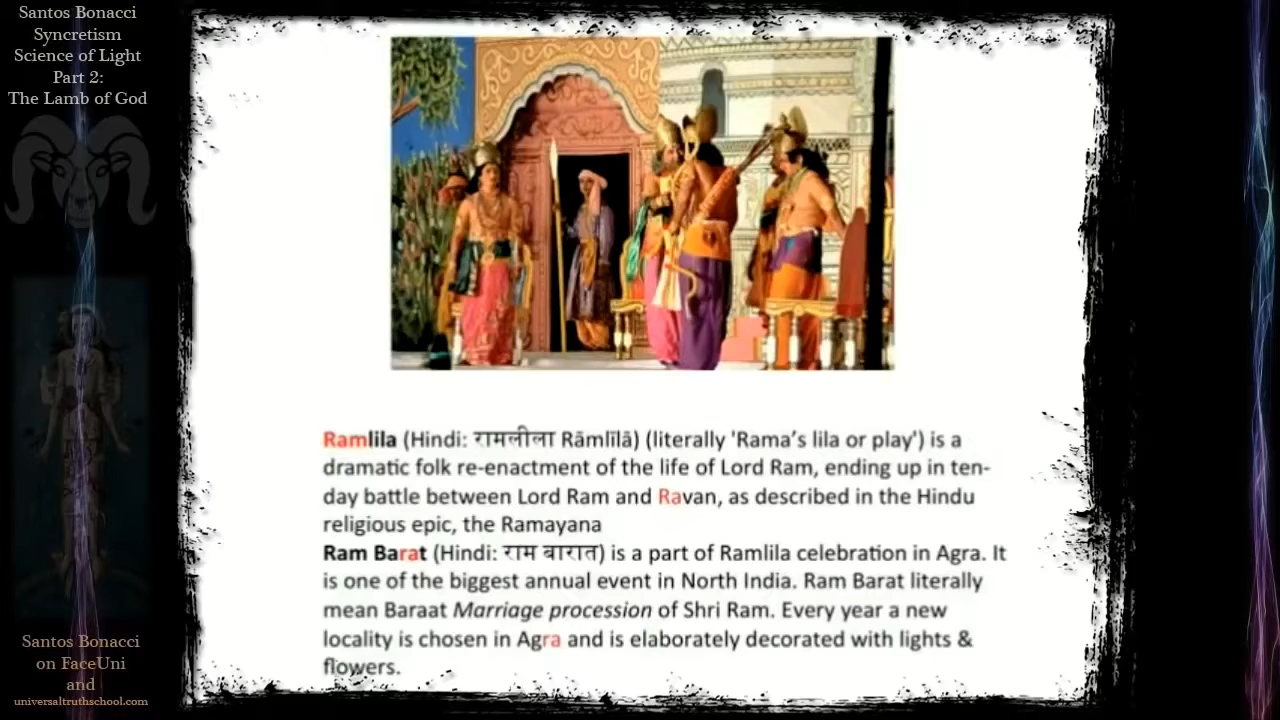 Santos Bonacci
Syncretism
Science of Light
Part 2:
The Lamb of God
Ramlila (Hindi: रामलीला Rāmlīlā) (literally 'Rama’s lila or play') is a
dramatic folk re-enactment of the life of Lord Ram, ending up in ten-
day battle between Lord Ram and Ravan, as described in the Hindu
religious epic, the Ramayana
Ram Barat (Hindi: राम बारात) is a part of Ramlila celebration in Agra. It
is one of the biggest annual event in North India. Ram Barat literally
mean Baraat Marriage procession of Shri Ram. Every year a new
locality is chosen in Agra and is elaborately decorated with lights &
flowers.
Santos Bonacci
on FaceUni
and
universaltruthschool.com